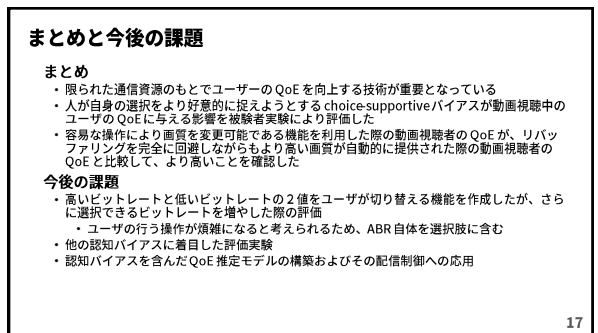 まとめと今後の課題
まとめ
・限られた通信資源のもとでユーザーのQoEを向上する技術が重要となっている
・人が自身の選択をより好意的に捉えようとするchoice-supportiveバイアスが動画視聴中の
ユーザのQoEに与える影響を被験者実験により評価した
・容易な操作により画質を変更可能である機能を利用した際の動画視聴者のQoEが、リバッ
ファリングを完全に回避しながらもより高い画質が自動的に提供された際の動画視聴者の
QoEと比較して、より高いことを確認した
今後の課題
・高いビットレートと低いビットレートの2値をユーザが切り替える機能を作成したが、さら
に選択できるビットレートを増やした際の評価
・ユーザの行う操作が煩雑になると考えられるため、ABR自体を選択肢に含む
・他の認知バイアスに着目した評価実験
・認知バイアスを含んだQoE推定モデルの構築およびその配信制御への応用
17